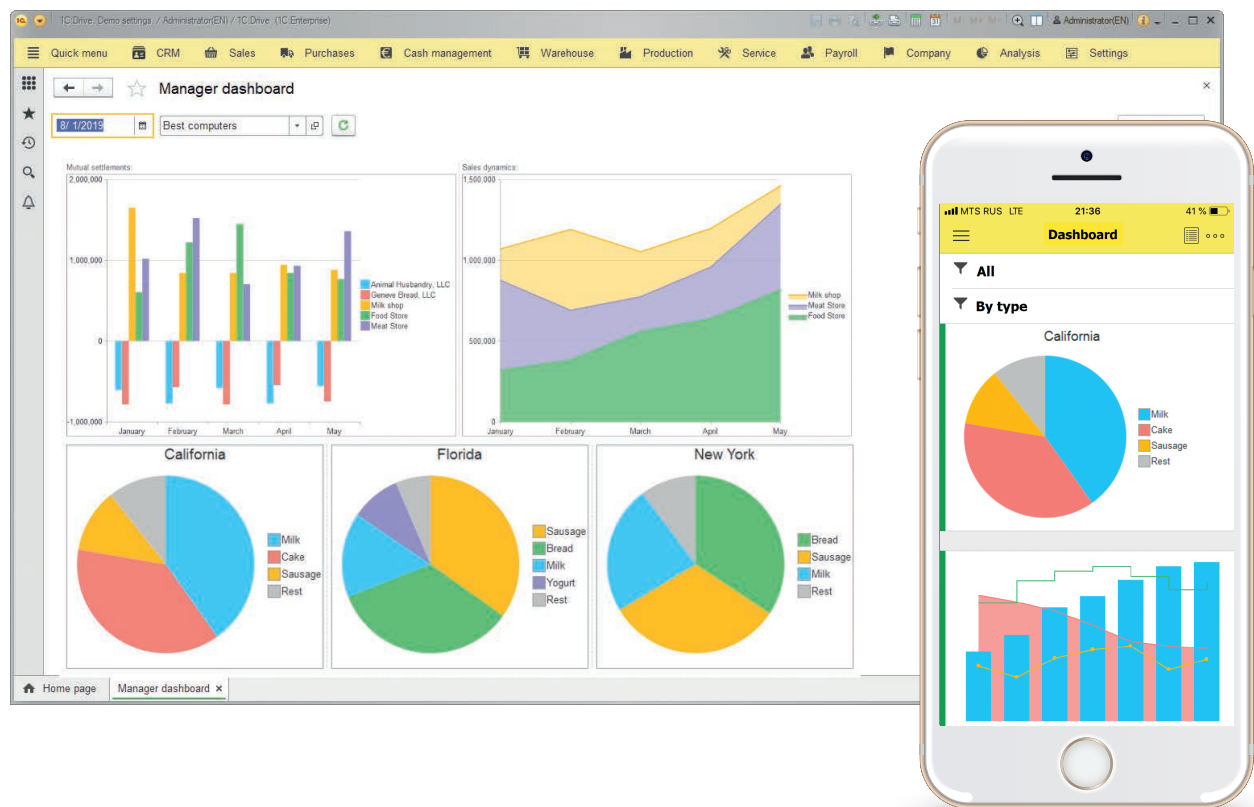 1C:Drive. Demo settings. / Administrator(EN) / 1C:Drive (1C:Enterprise)
M M+ M-
Administrator(EN)
Quick menu CRM Sales Purchases Cash management Warehouse Production Service Payroll Company Analysis Settings
Manager dashboard
8/ 1/2019 Best computers
Mutual settlements:
2,000,000
1,000,000
0
-1,000,000
January February March April May
Animal Husbandry, LLC
Geneve Bread, LLC
Milk shop
Food Store
Meat Store
Sales dynamics:
1,500,000
1,000,000
500,000
0
January February March April May
Milk shop
Meat Store
Food Store
California
Milk
Cake
Sausage
Rest
Florida
Sausage
Bread
Milk
Yogurt
Rest
New York
Bread
Sausage
Milk
Rest
Home page Manager dashboard
MTS RUS LTE 21:36 41 %
Dashboard
All
By type
California
Milk
Cake
Sausage
Rest